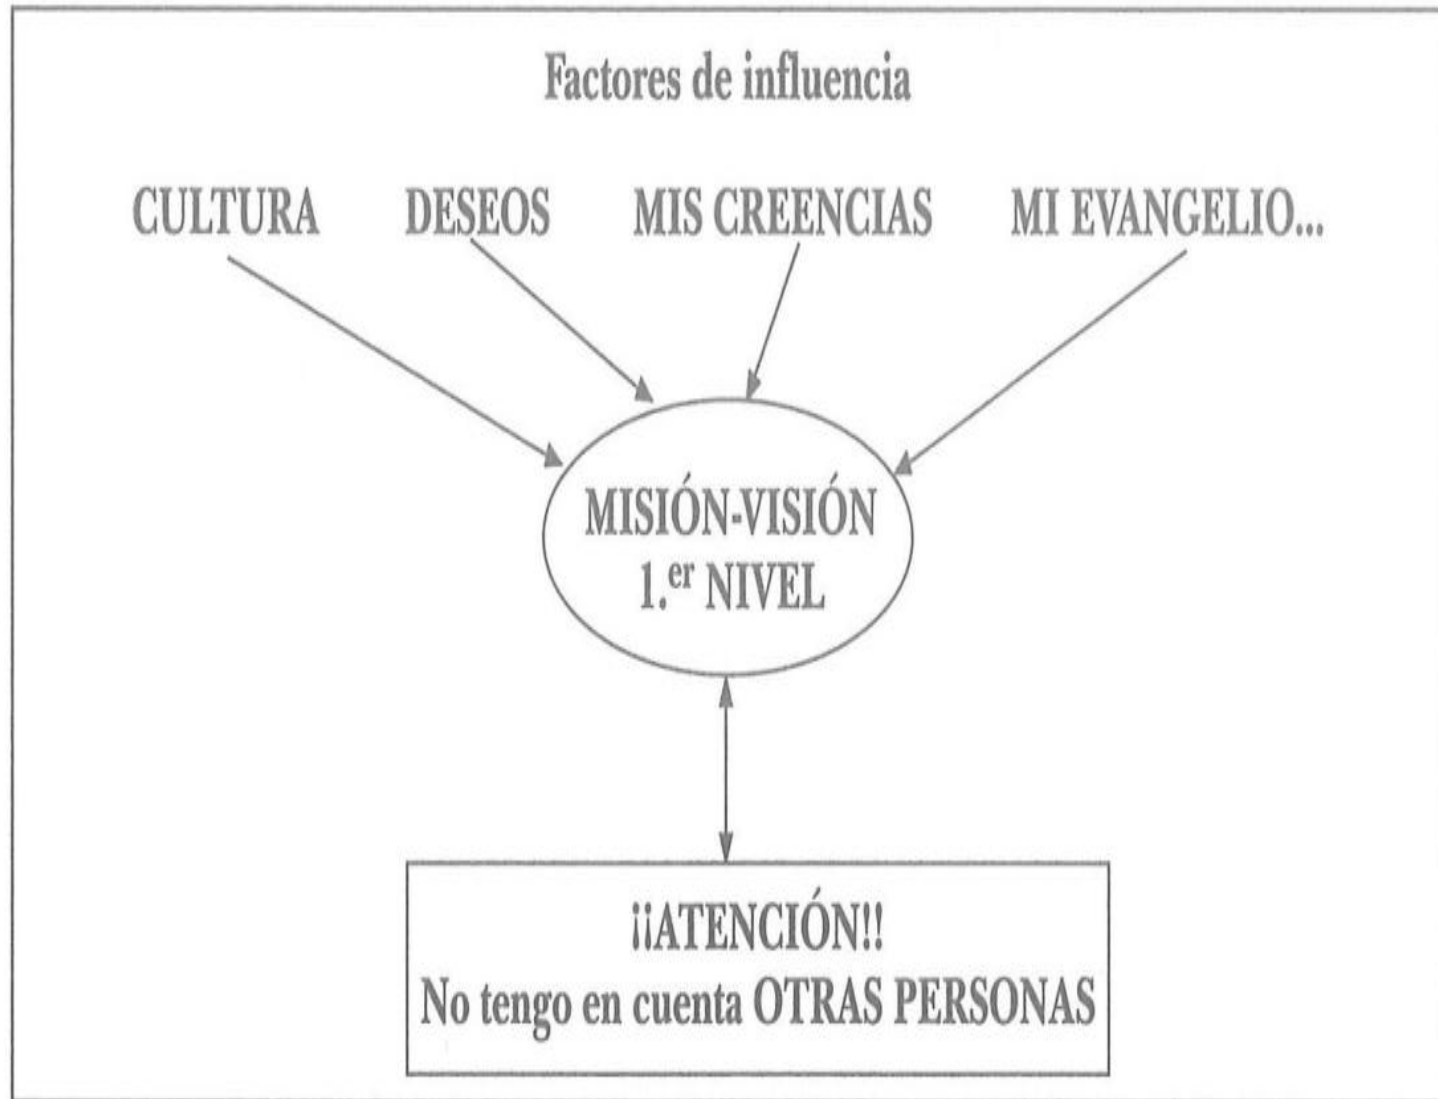 Factores de influencia
CULTURA DESEOS MIS CREENCIAS MI EVANGELIO...
MISIÓN-VISIÓN
1.er NIVEL
¡¡ATENCIÓN!!
No tengo en cuenta OTRAS PERSONAS